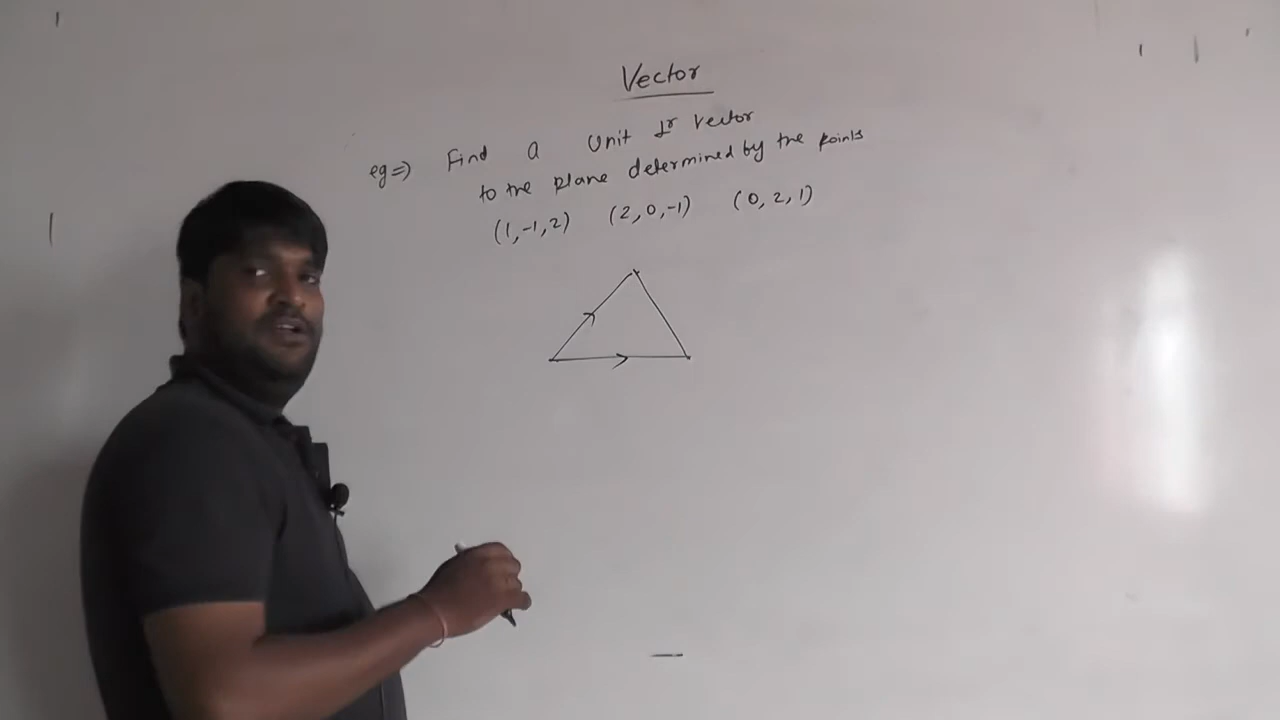 Vector
eg⇒) Find a Unit ⊥r Vector
to the plane determined by the points
(1,-1,2) (2,0,-1) (0,2,1)